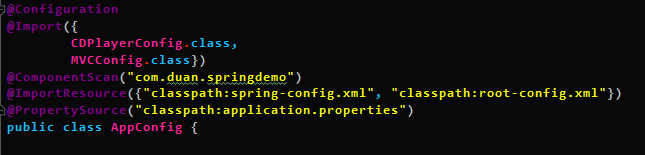 @Configuration
@Import({
CDPlayerConfig.class,
MVCConfig.class})
@ComponentScan("com.duan.springdemo")
@ImportResource({"classpath:spring-config.xml", "classpath:root-config.xml"})
@PropertySource("classpath:application.properties")
public class AppConfig {